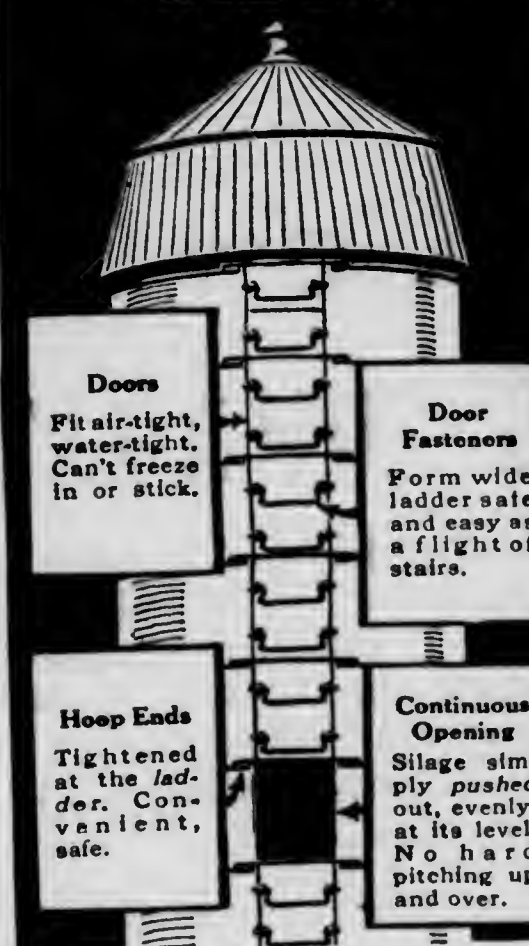 Doors
Fit air-tight,
water-tight.
Can't freeze
in or stick.
Door
Fasteners
Form wide
ladder safe
and easy as
a flight of
stairs.
Hoop Ends
Tightened
at the lad-
der. Con-
venient,
safe.
Continuous
Opening
Silage sim
ply pushed
out, evenly
at its level
No hard
pitching up
and over.